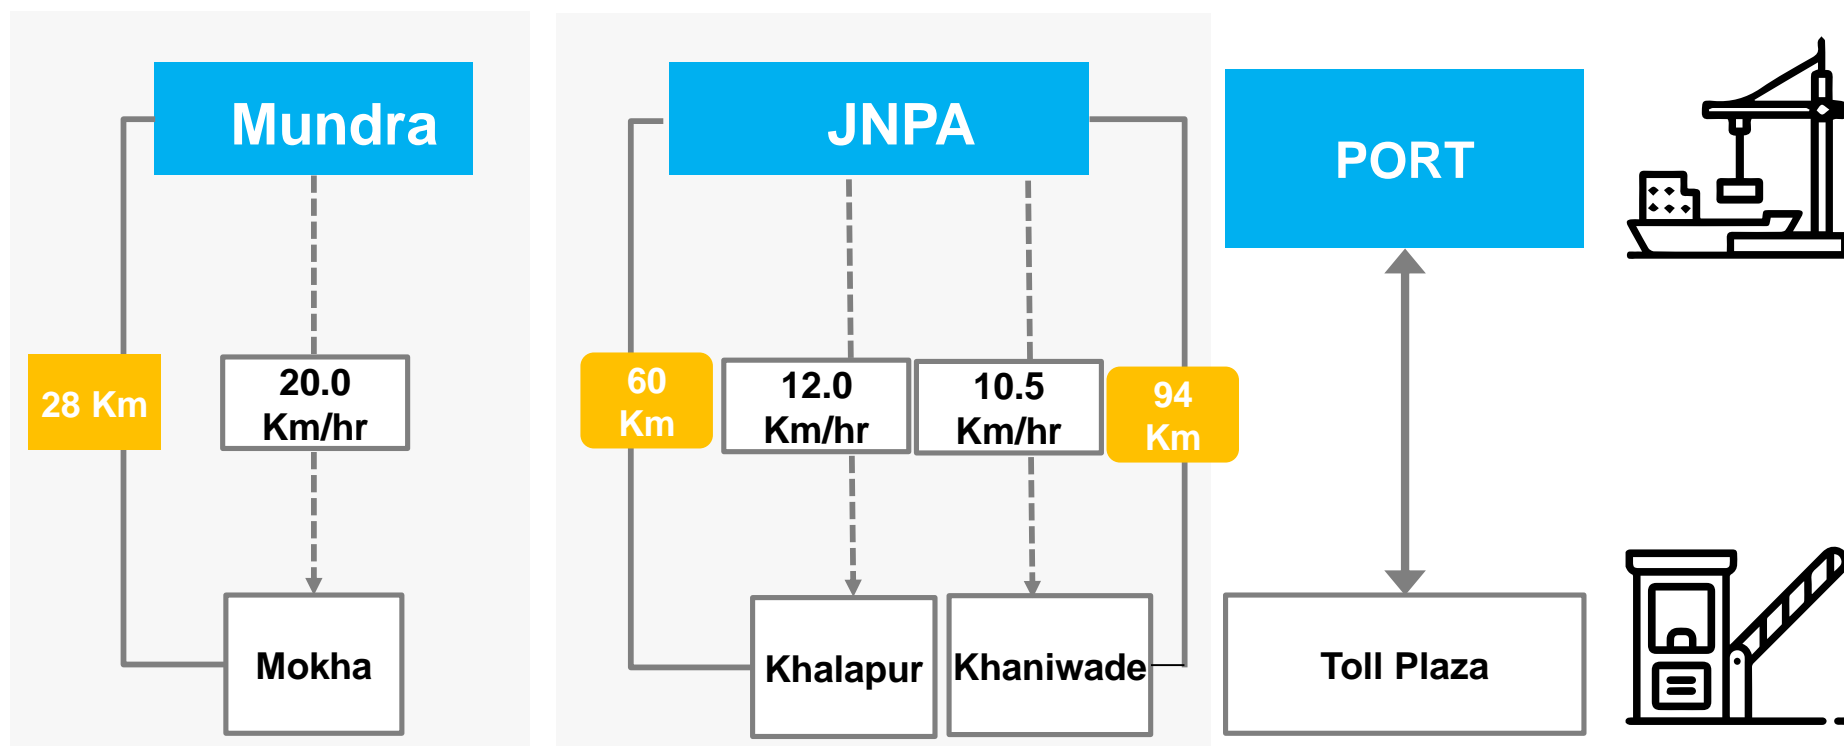 Mundra
28 Km
20.0
Km/hr
Mokha
JNPA
60
Km
12.0
Km/hr
10.5
Km/hr
94
Km
Khalapur
Khaniwade
PORT
Toll Plaza